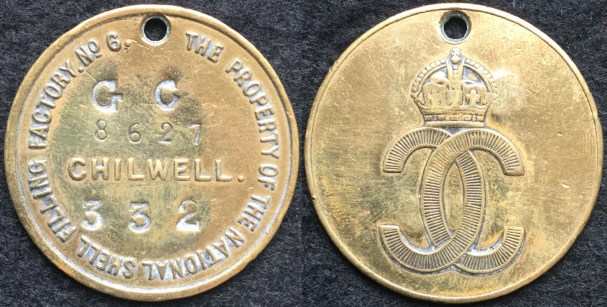 THE PROPERTY OF THE NATIONAL SHELL FILLING FACTORY. No 6.
G C
8627
CHILWELL.
332